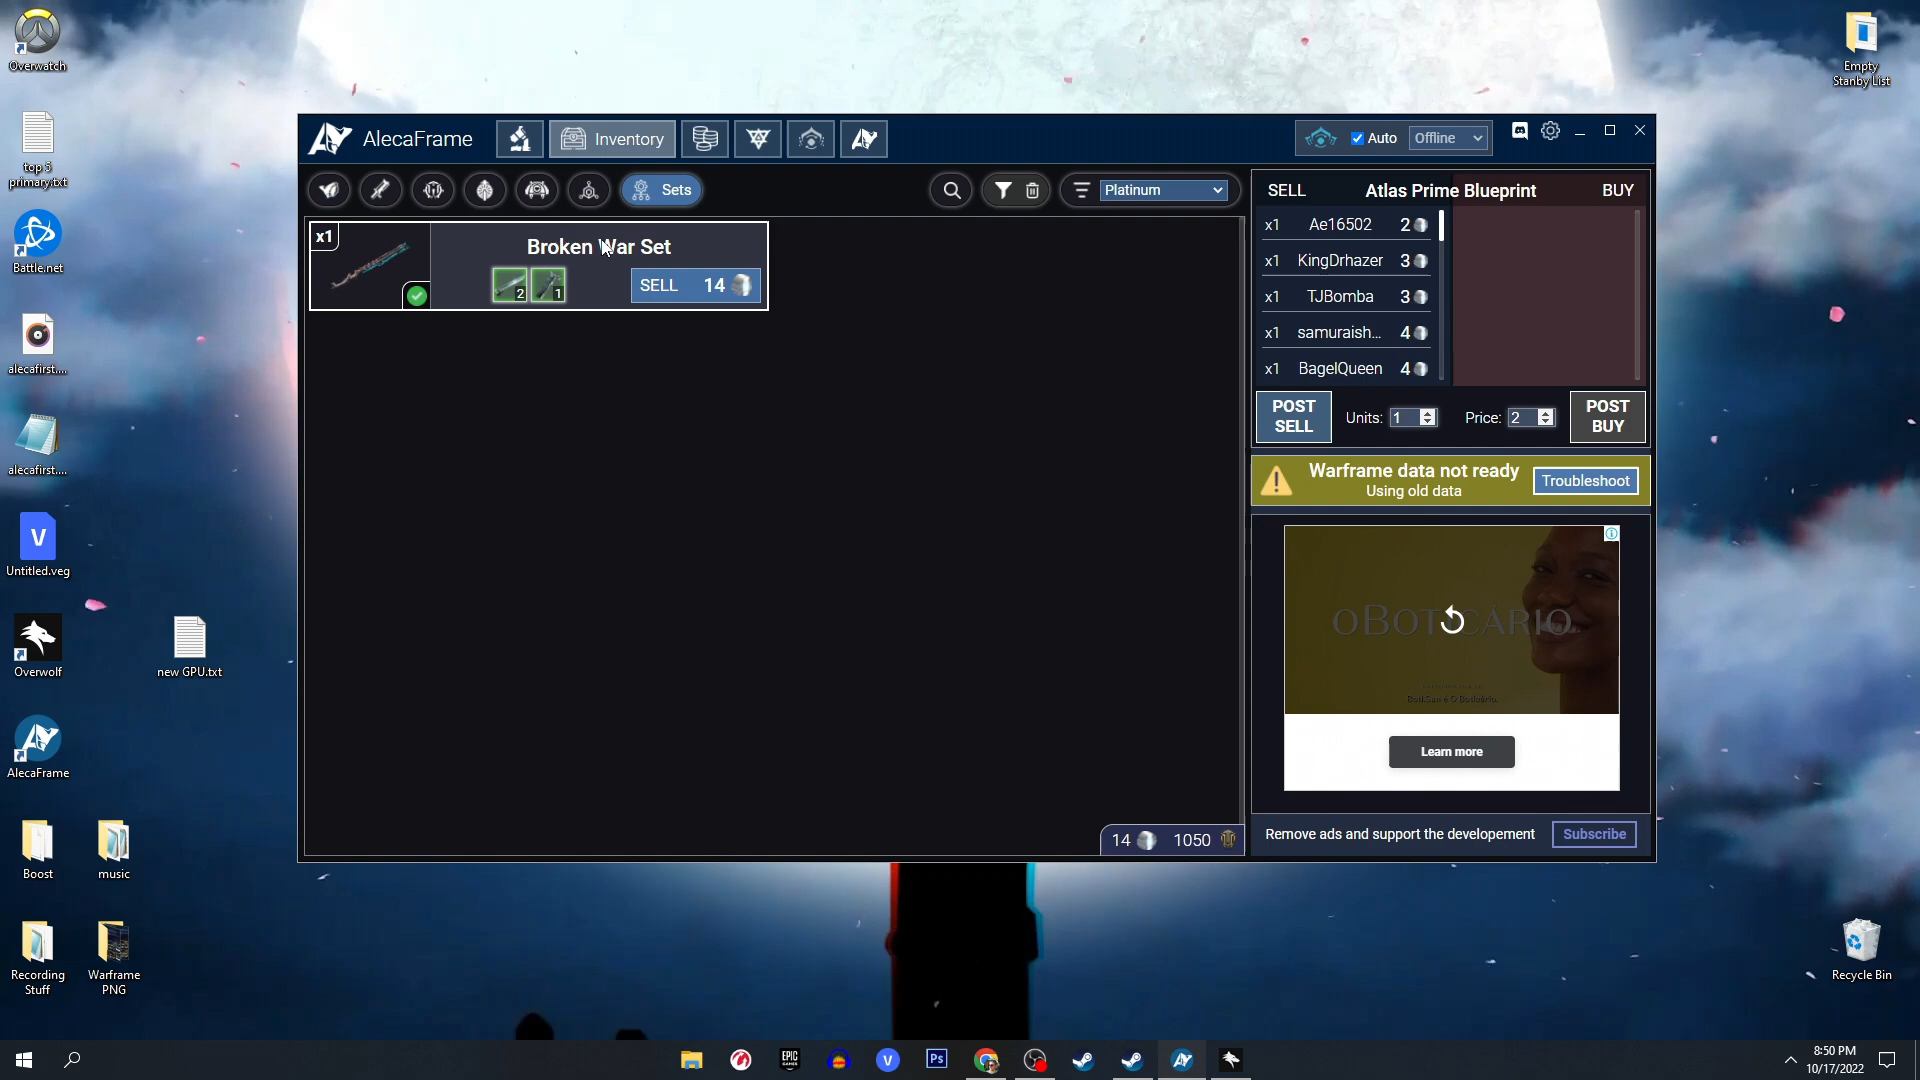 Overwatch
top 5
primary.txt
Battle.net
alecafirst....
alecafirst....
V
Untitled.veg
Overwolf
new GPU.txt
AlecaFrame
Boost
music
Recording
Stuff
Warframe
PNG
Empty
Stanby List
Recycle Bin
AlecaFrame
Inventory
Auto
Offline
Sets
Platinum
x1
Broken War Set
2
1
SELL 14
14
1050
SELL Atlas Prime Blueprint BUY
x1 Ae16502 2
x1 KingDrhazer 3
x1 TJBomba 3
x1 samuraish... 4
x1 BagelQueen 4
POST
SELL
Units: 1
Price: 2
POST
BUY
Warframe data not ready
Using old data
Troubleshoot
OBOTICÁRIO
Learn more
Remove ads and support the developement
Subscribe
EPIC
GAMES
V
Ps
8:50 PM
10/17/2022